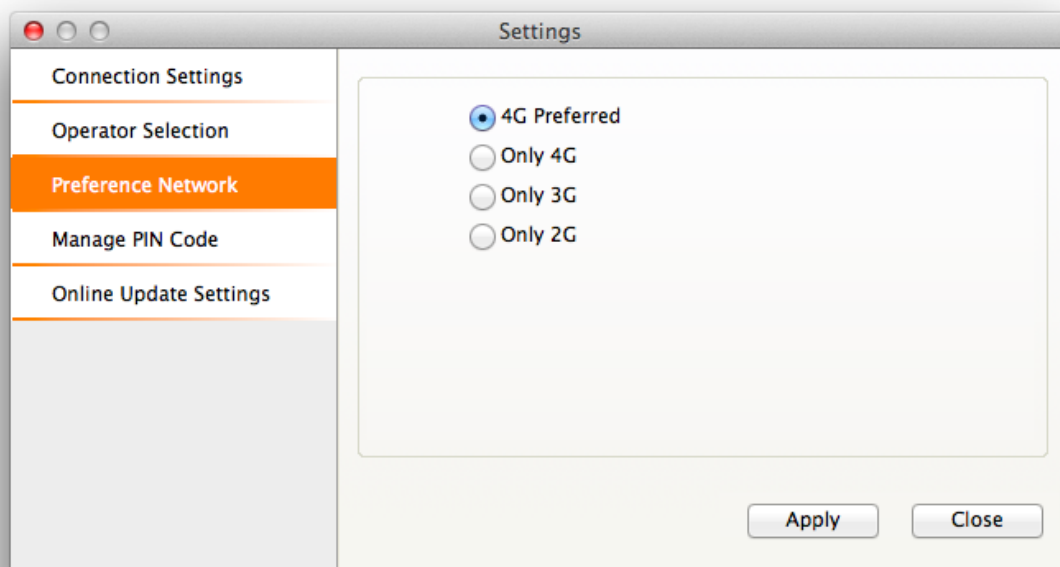 Settings
Connection Settings
Operator Selection
Preference Network
Manage PIN Code
Online Update Settings
4G Preferred
Only 4G
Only 3G
Only 2G
Apply
Close